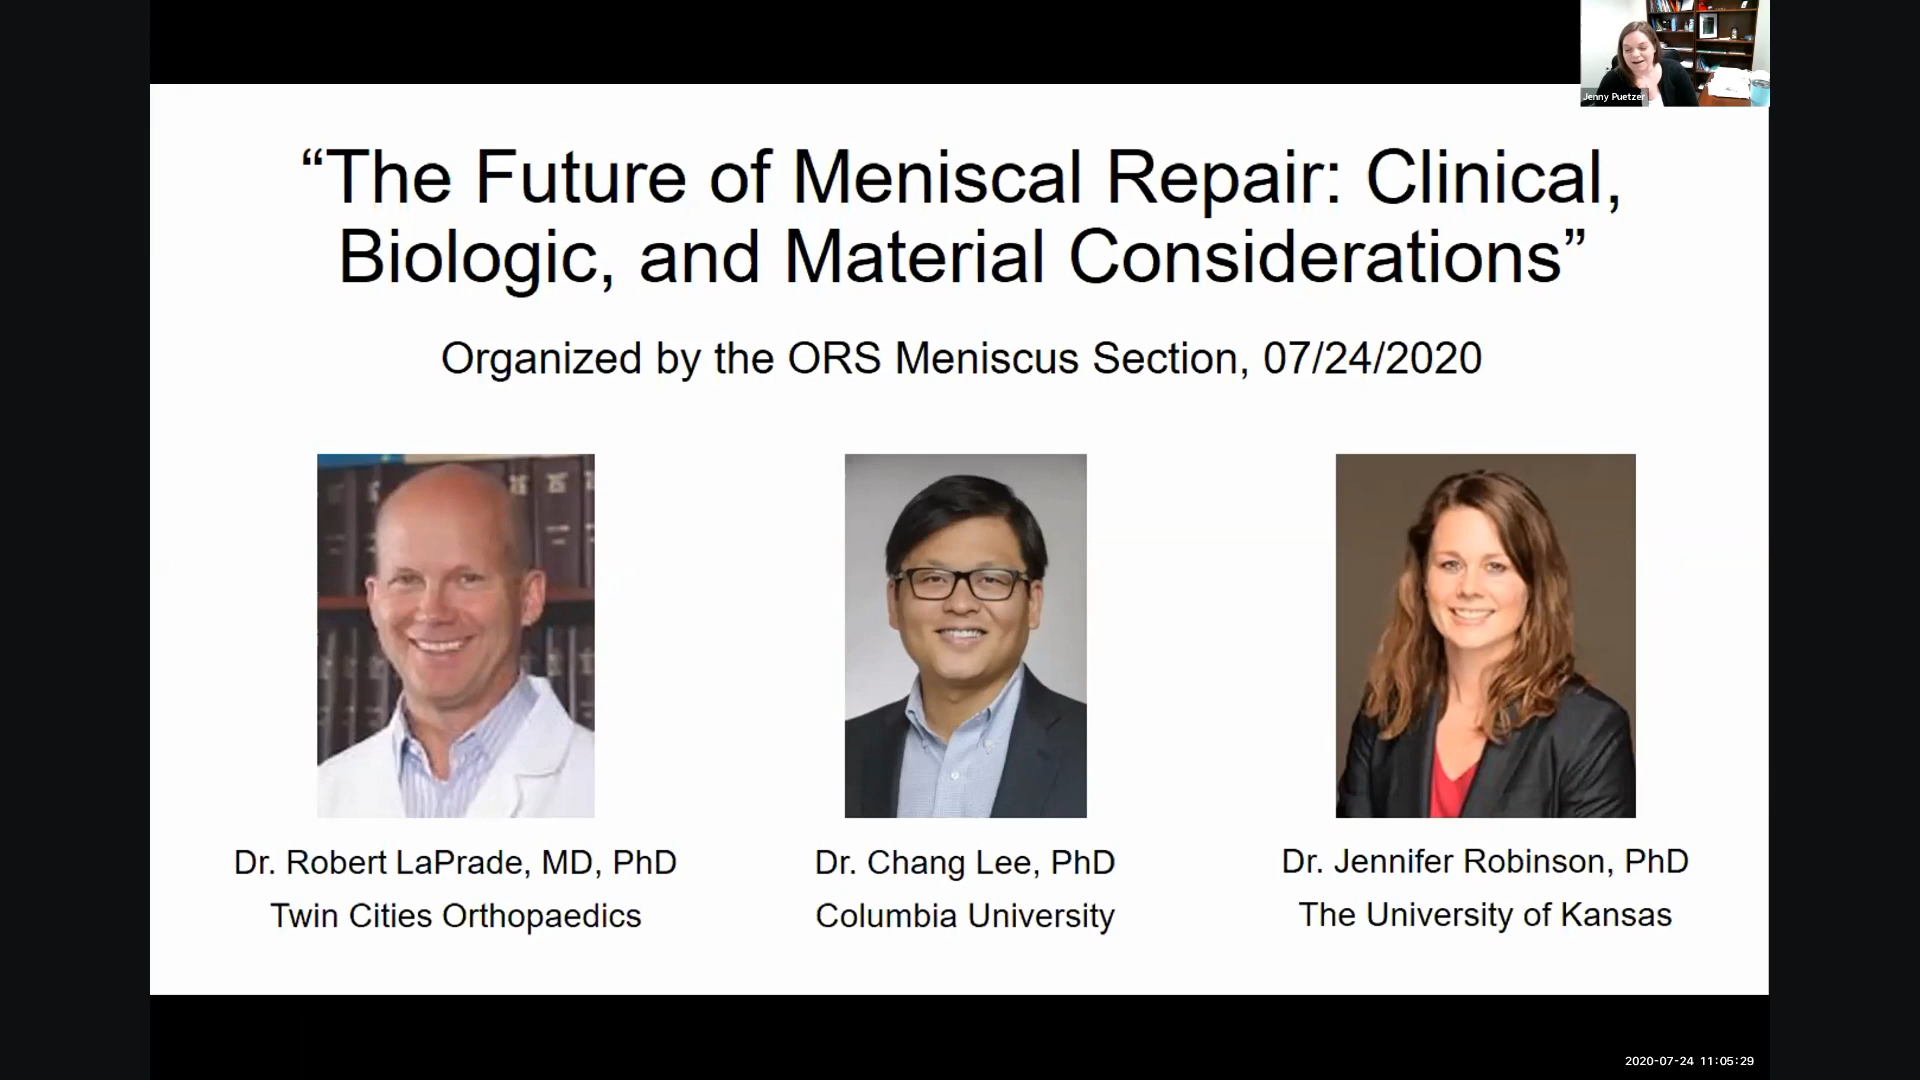 Jenny Puetzer
“The Future of Meniscal Repair: Clinical,
Biologic, and Material Considerations”
Organized by the ORS Meniscus Section, 07/24/2020
Dr. Robert LaPrade, MD, PhD
Twin Cities Orthopaedics
Dr. Chang Lee, PhD
Columbia University
Dr. Jennifer Robinson, PhD
The University of Kansas
2020-07-24 11:05:29